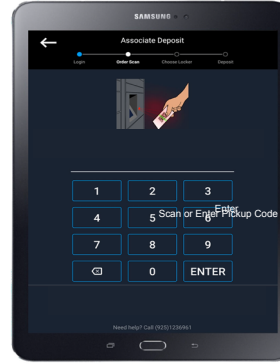 SAMSUNG
Associate Deposit
Login Order Scan Choose Locker Deposit
1 2 3
Enter
4 5 6
Scan or Enter Pickup Code
7 8 9
0 ENTER
Need help? Call (925)1236961